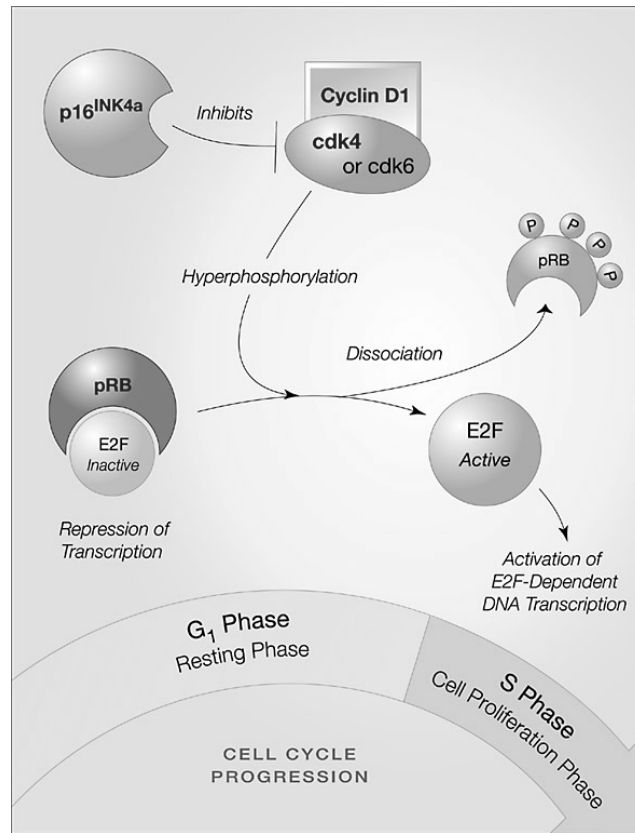 p16INK4a
Inhibits
Cyclin D1
cdk4
or cdk6
P
P
P
P
pRB
Hyperphosphorylation
Dissociation
pRB
E2F
Inactive
E2F
Active
Repression of
Transcription
Activation of
E2F-Dependent
DNA Transcription
G1 Phase
Resting Phase
S Phase
Cell Proliferation Phase
CELL CYCLE
PROGRESSION